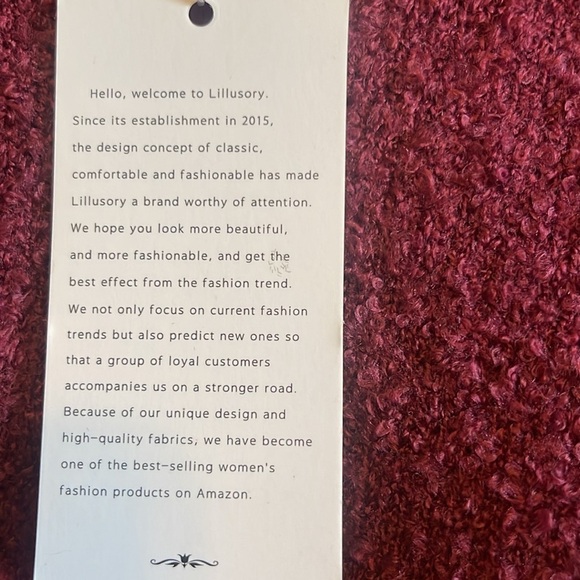 Hello, welcome to Lillusory.
Since its establishment in 2015,
the design concept of classic,
comfortable and fashionable has made
Lillusory a brand worthy of attention.
We hope you look more beautiful,
and more fashionable, and get the
best effect from the fashion trend.
We not only focus on current fashion
trends but also predict new ones so
that a group of loyal customers
accompanies us on a stronger road.
Because of our unique design and
high-quality fabrics, we have become
one of the best-selling women's
fashion products on Amazon.